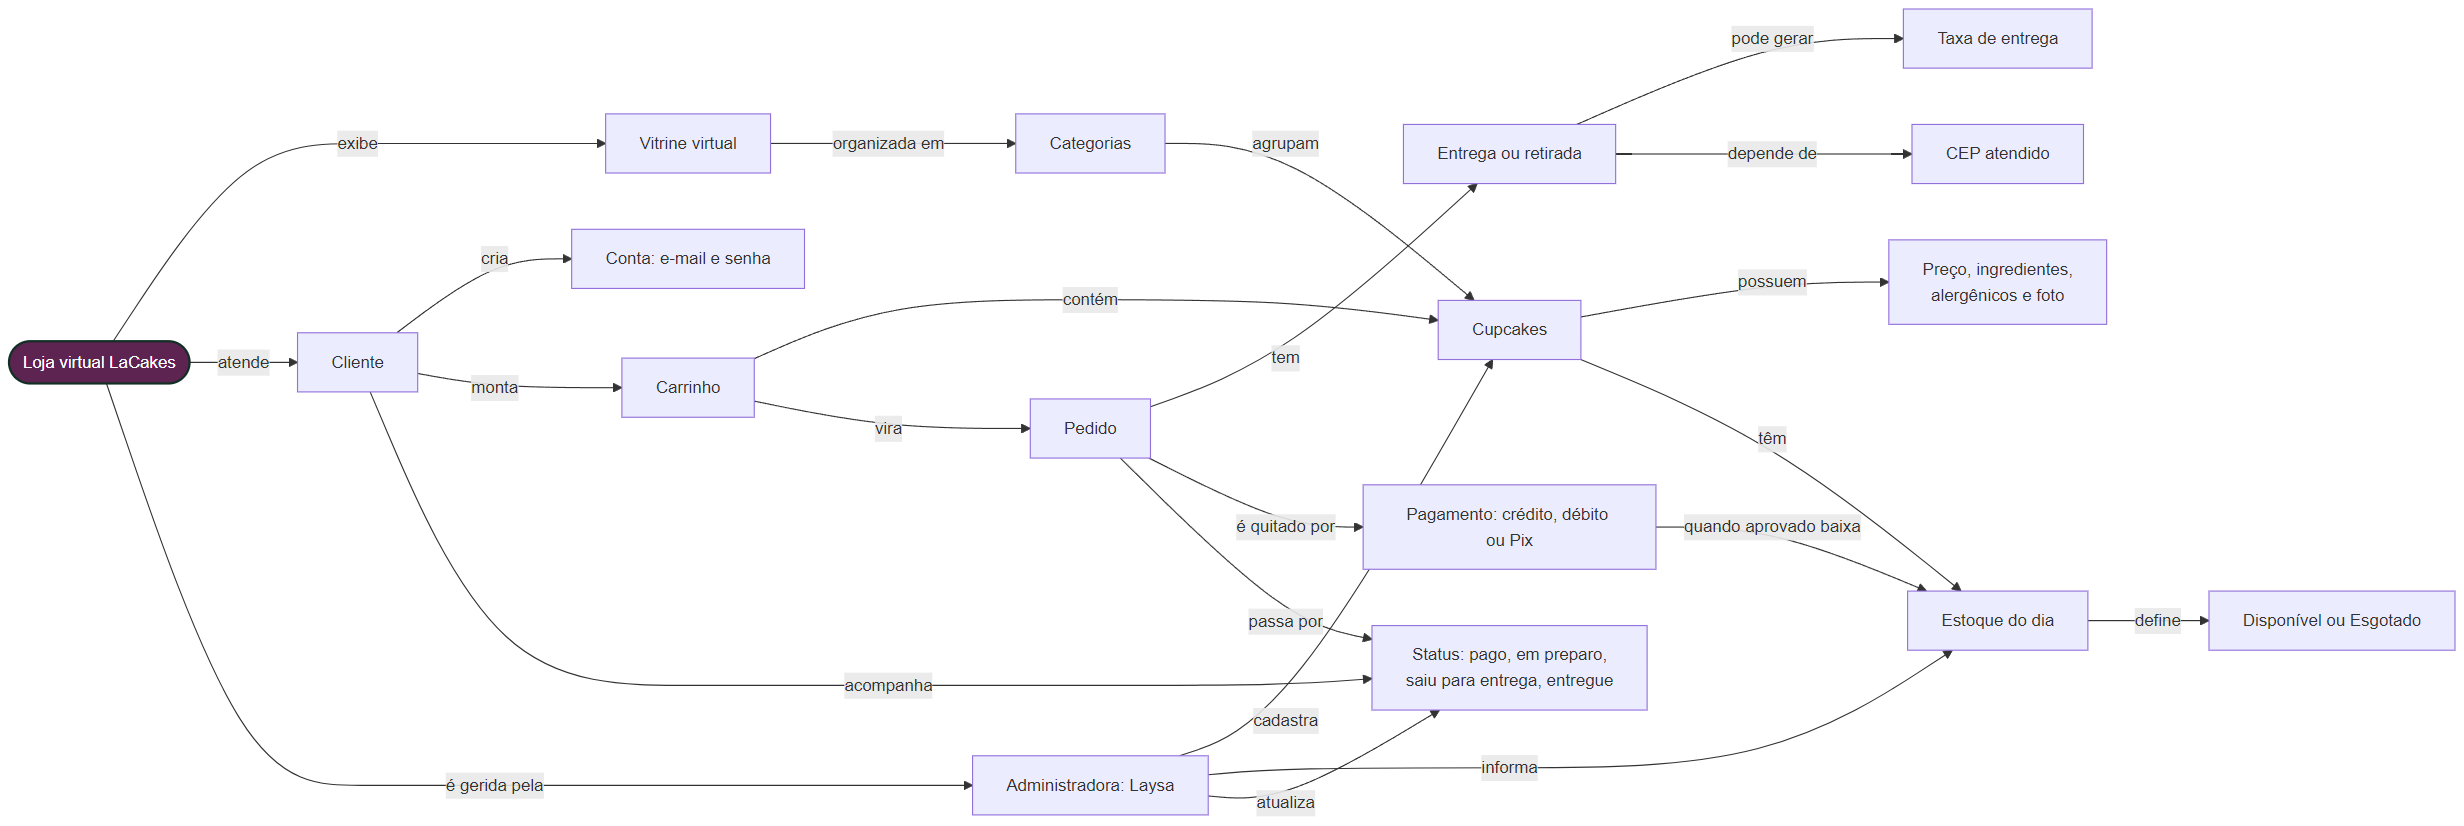 pode gerar
Taxa de entrega
exibe
Vitrine virtual
organizada em
Categorias
agrupam
Entrega ou retirada
depende de
CEP atendido
cria
Conta: e-mail e senha
contém
Cupcakes
possuem
Preço, ingredientes,
alergênicos e foto
Loja virtual LaCakes
atende
Cliente
monta
Carrinho
vira
Pedido
tem
têm
é quitado por
Pagamento: crédito, débito
ou Pix
quando aprovado baixa
passa por
Status: pago, em preparo,
saiu para entrega, entregue
Estoque do dia
define
Disponível ou Esgotado
acompanha
cadastra
é gerida pela
Administradora: Laysa
informa
atualiza